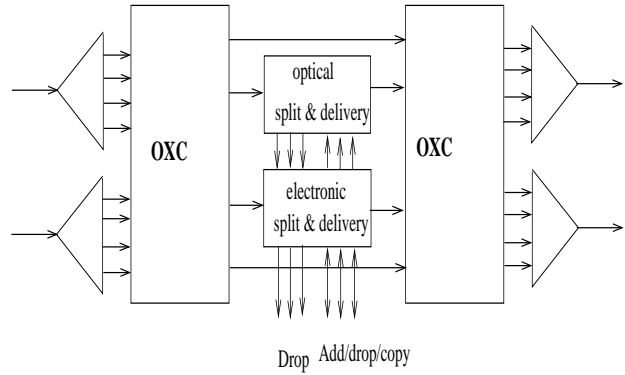 optical
split & delivery
OXC
OXC
electronic
split & delivery
Drop
Add/drop/copy